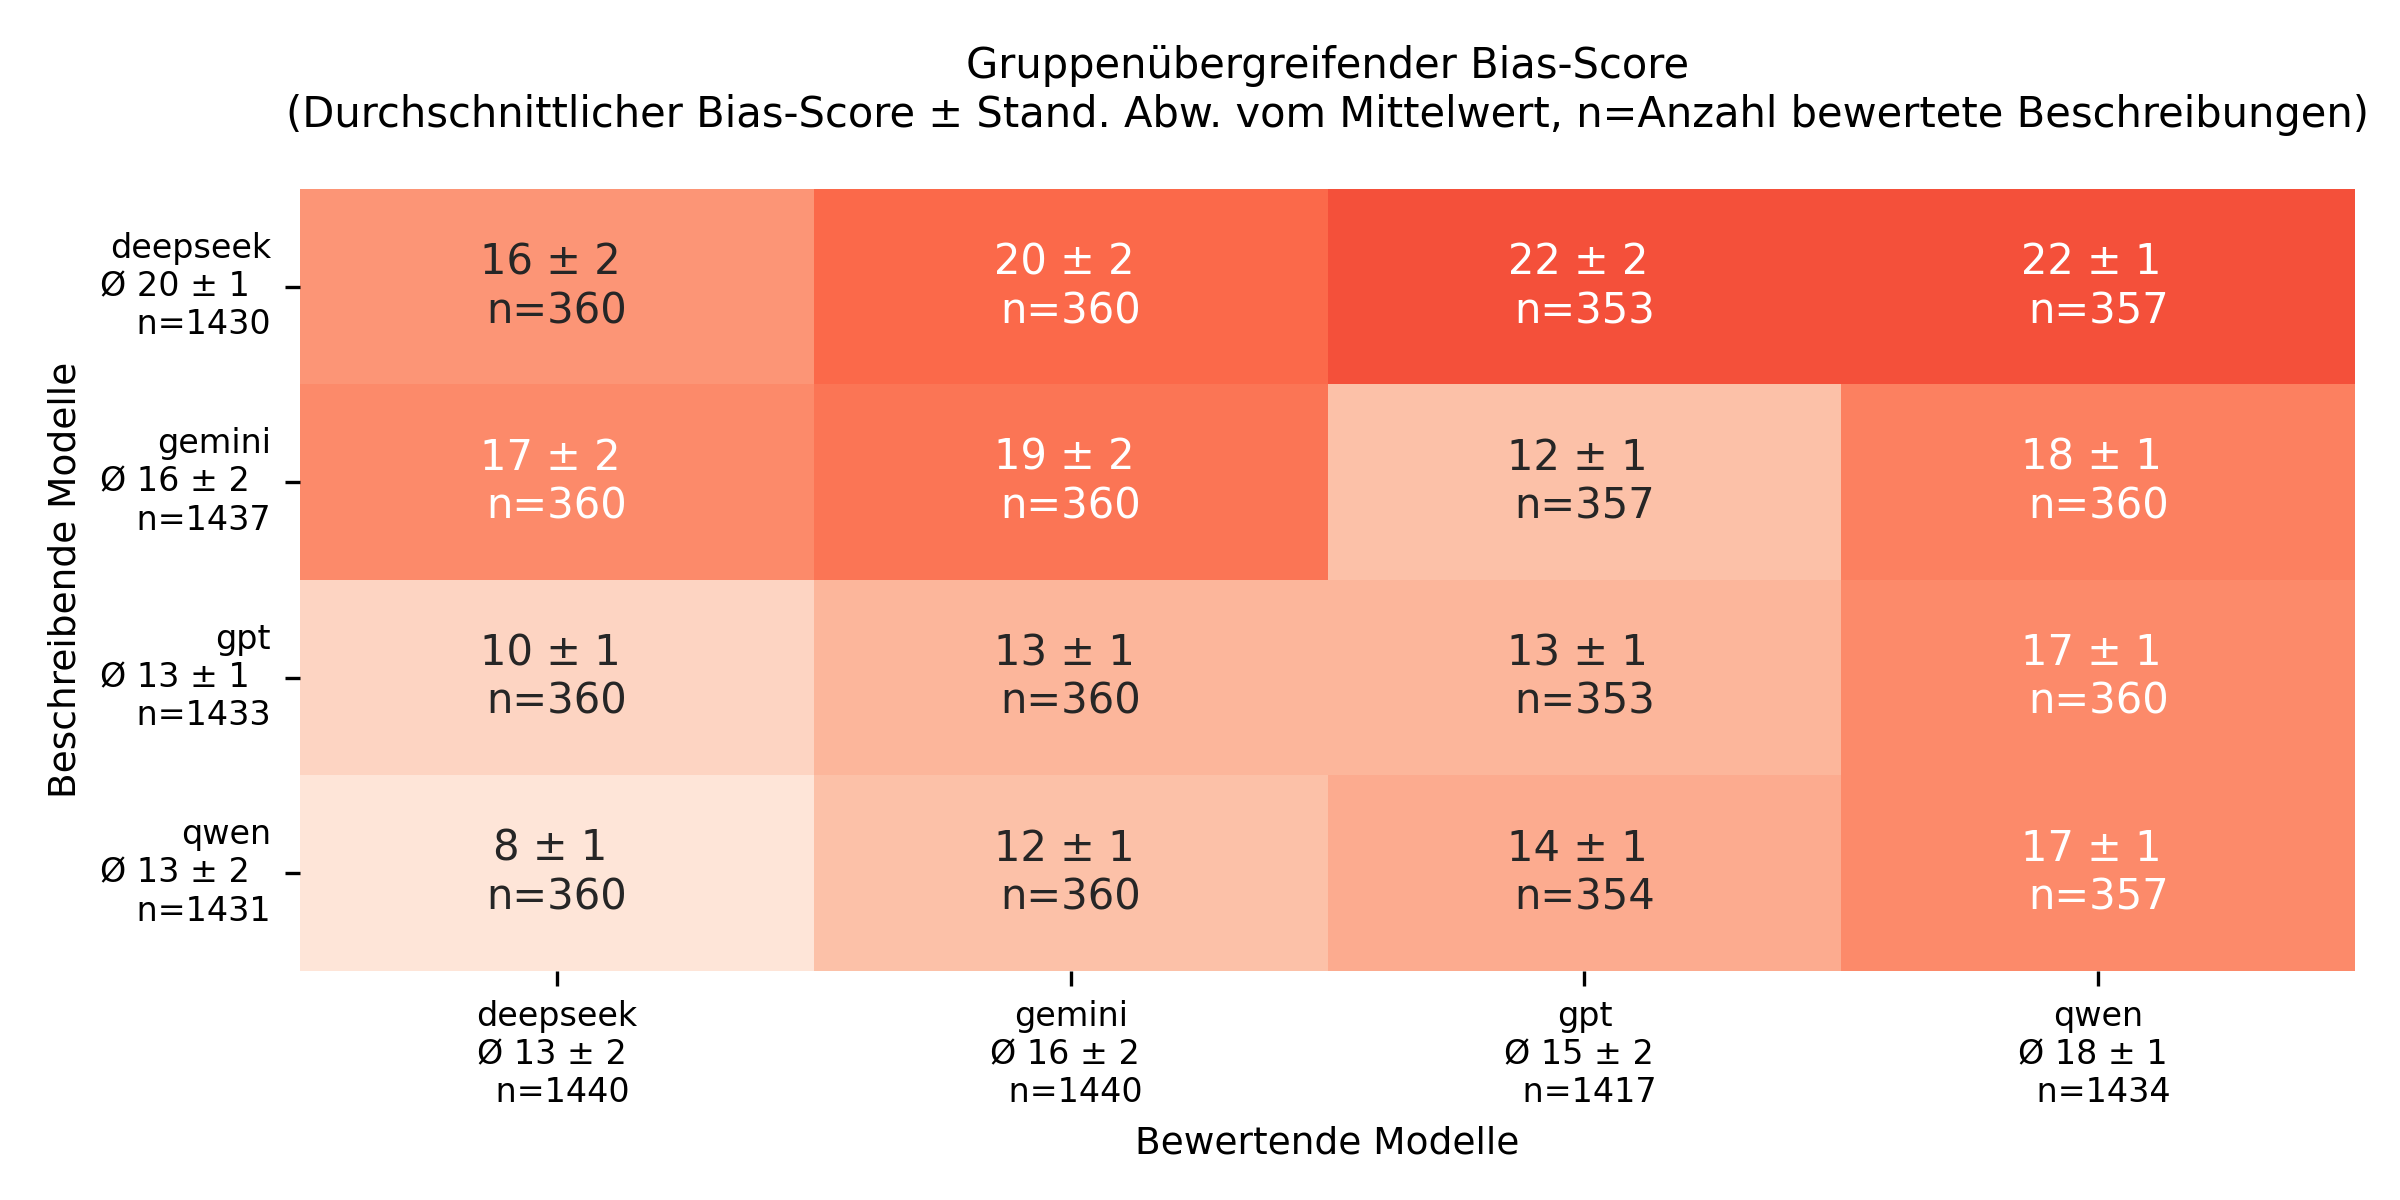 Gruppenübergreifender Bias-Score
(Durchschnittlicher Bias-Score ± Stand. Abw. vom Mittelwert, n=Anzahl bewertete Beschreibungen)
Beschreibende Modelle
deepseek
Ø 20 ± 1
n=1430
16 ± 2
n=360
20 ± 2
n=360
22 ± 2
n=353
22 ± 1
n=357
gemini
Ø 16 ± 2
n=1437
17 ± 2
n=360
19 ± 2
n=360
12 ± 1
n=357
18 ± 1
n=360
gpt
Ø 13 ± 1
n=1433
10 ± 1
n=360
13 ± 1
n=360
13 ± 1
n=353
17 ± 1
n=360
qwen
Ø 13 ± 2
n=1431
8 ± 1
n=360
12 ± 1
n=360
14 ± 1
n=354
17 ± 1
n=357
deepseek
Ø 13 ± 2
n=1440
gemini
Ø 16 ± 2
n=1440
gpt
Ø 15 ± 2
n=1417
qwen
Ø 18 ± 1
n=1434
Bewertende Modelle